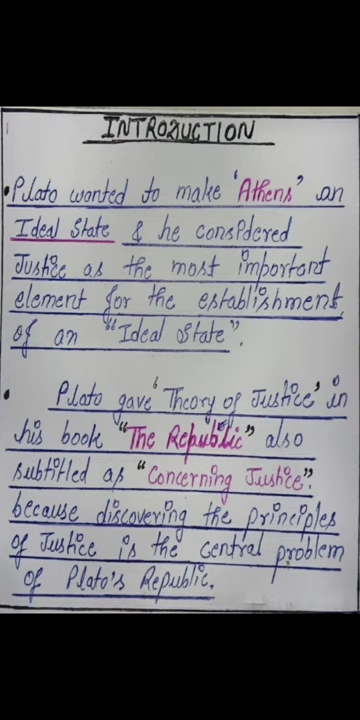 INTRODUCTION
• Plato wanted to make 'Athens' an
Ideal State & he considered
Justice as the most important
element for the establishment
of an "Ideal State".
• Plato gave 'Theory of Justice' in
his book "The Republic" also
subtitled as "Concerning Justice".
because discovering the principles
of Justice is the central problem
of Plato's Republic.